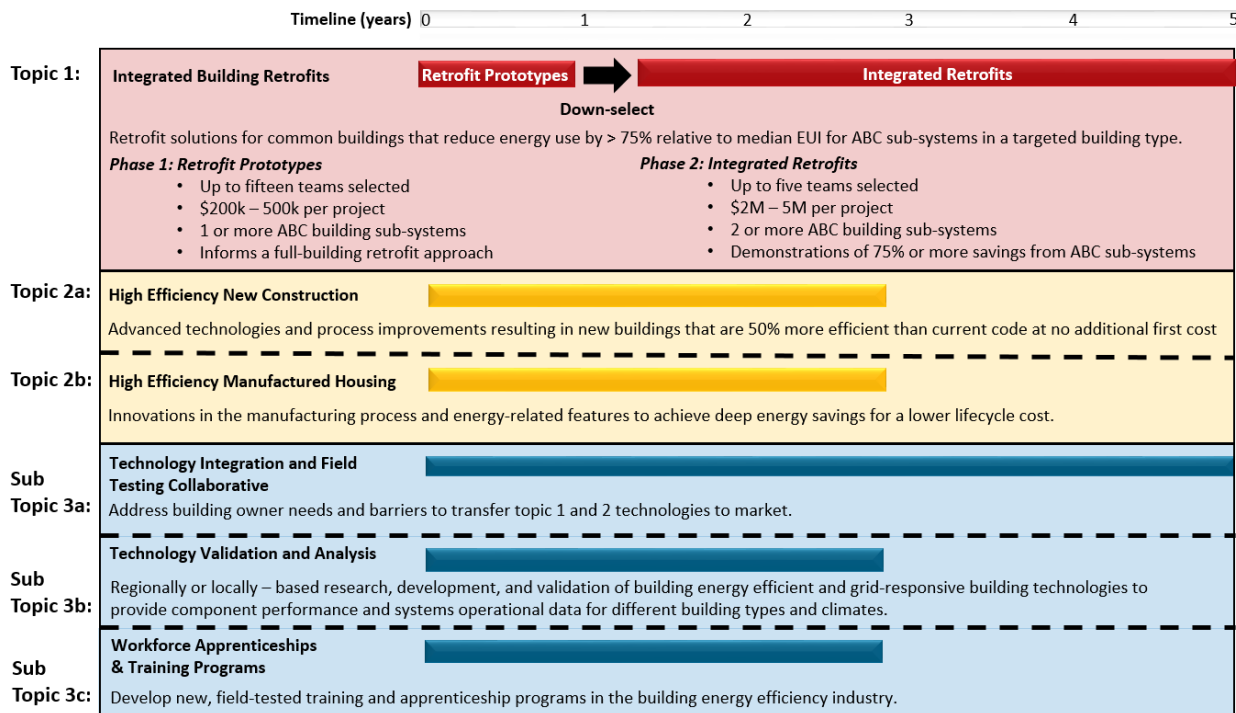 Timeline (years) 0 1 2 3 4 5
Topic 1: Integrated Building Retrofits Retrofit Prototypes Integrated Retrofits
Down-select
Retrofit solutions for common buildings that reduce energy use by > 75% relative to median EUI for ABC sub-systems in a targeted building type.
Phase 1: Retrofit Prototypes
• Up to fifteen teams selected
• $200k – 500k per project
• 1 or more ABC building sub-systems
• Informs a full-building retrofit approach
Phase 2: Integrated Retrofits
• Up to five teams selected
• $2M – 5M per project
• 2 or more ABC building sub-systems
• Demonstrations of 75% or more savings from ABC sub-systems
Topic 2a: High Efficiency New Construction
Advanced technologies and process improvements resulting in new buildings that are 50% more efficient than current code at no additional first cost
Topic 2b: High Efficiency Manufactured Housing
Innovations in the manufacturing process and energy-related features to achieve deep energy savings for a lower lifecycle cost.
Sub
Topic 3a:
Technology Integration and Field
Testing Collaborative
Address building owner needs and barriers to transfer topic 1 and 2 technologies to market.
Sub
Topic 3b:
Technology Validation and Analysis
Regionally or locally – based research, development, and validation of building energy efficient and grid-responsive building technologies to
provide component performance and systems operational data for different building types and climates.
Sub
Topic 3c:
Workforce Apprenticeships
& Training Programs
Develop new, field-tested training and apprenticeship programs in the building energy efficiency industry.